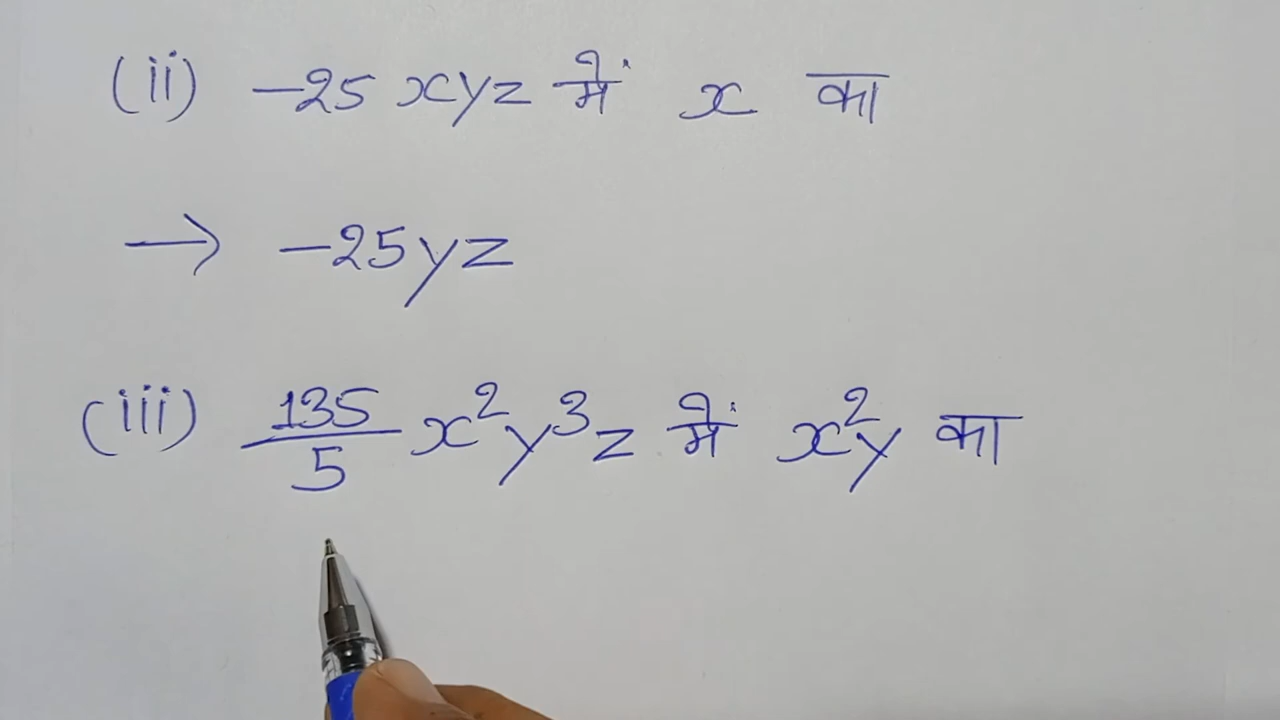 (ii) -25 xyz में x का
→ -25yz
(iii) 135/5 x²y³z में x²y का